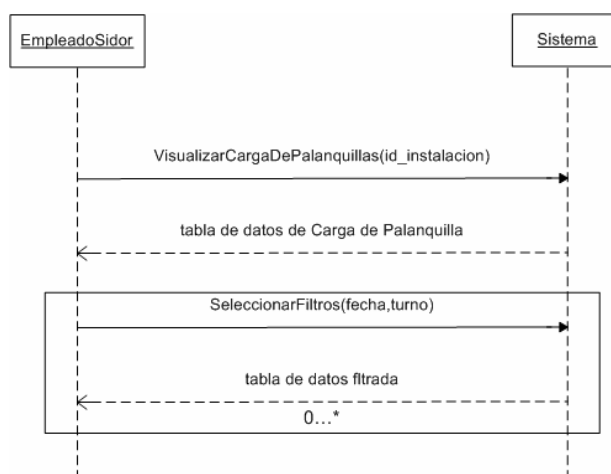 EmpleadoSidor
Sistema
VisualizarCargaDePalanquillas(id_instalacion)
tabla de datos de Carga de Palanquilla
SeleccionarFiltros(fecha,turno)
tabla de datos fltrada
0...*